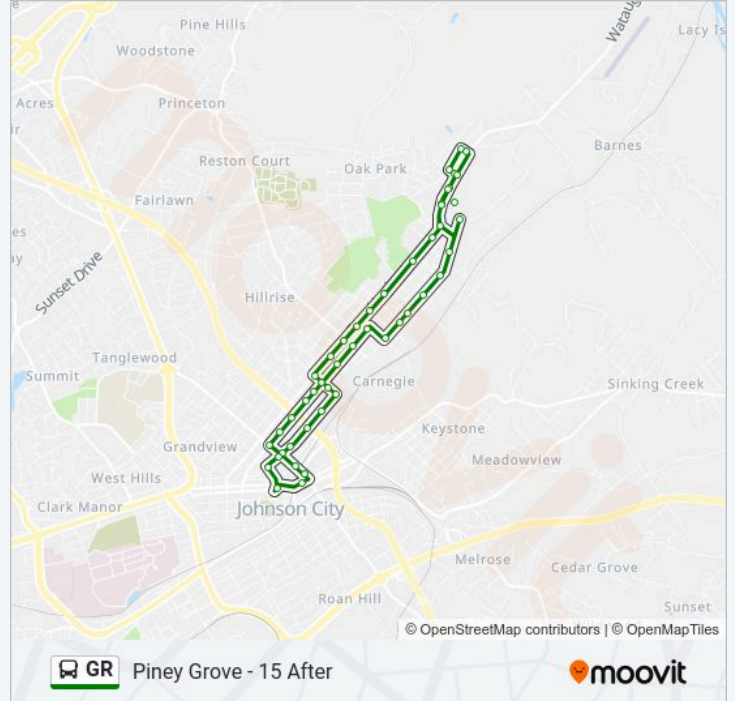 Pine Hills
Lacy Is
Woodstone
Acres
Princeton
Barnes
Reston Court
Oak Park
Fairlawn
Sunset Drive
Hillrise
Tanglewood
Summit
Carnegie
Sinking Creek
Keystone
Grandview
Meadowview
West Hills
Clark Manor
Johnson City
Melrose
Cedar Grove
Roan Hill
Sunset
© OpenStreetMap contributors | © OpenMapTiles
GR Piney Grove - 15 After
moovit